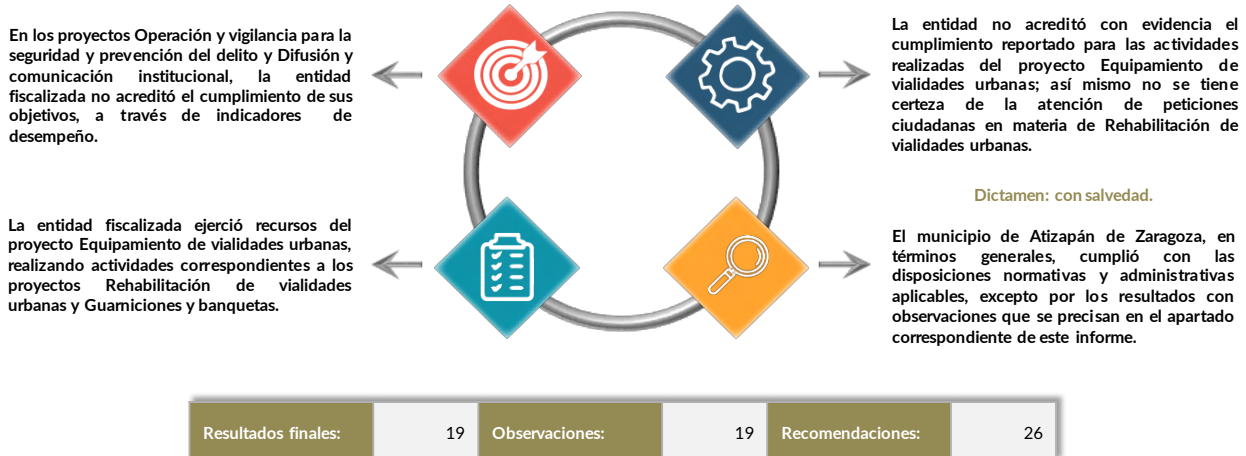 En los proyectos Operación y vigilancia para la
seguridad y prevención del delito y Difusión y
comunicación institucional, la entidad
fiscalizada no acreditó el cumplimiento de sus
objetivos, a través de indicadores de
desempeño.
La entidad no acreditó con evidencia el
cumplimiento reportado para las actividades
realizadas del proyecto Equipamiento de
vialidades urbanas; así mismo no se tiene
certeza de la atención de peticiones
ciudadanas en materia de Rehabilitación de
vialidades urbanas.
La entidad fiscalizada ejerció recursos del
proyecto Equipamiento de vialidades urbanas,
realizando actividades correspondientes a los
proyectos Rehabilitación de vialidades
urbanas y Guarniciones y banquetas.
Dictamen: con salvedad.
El municipio de Atizapán de Zaragoza, en
términos generales, cumplió con las
disposiciones normativas y administrativas
aplicables, excepto por los resultados con
observaciones que se precisan en el apartado
correspondiente de este informe.
Resultados finales: 19 Observaciones: 19 Recomendaciones: 26